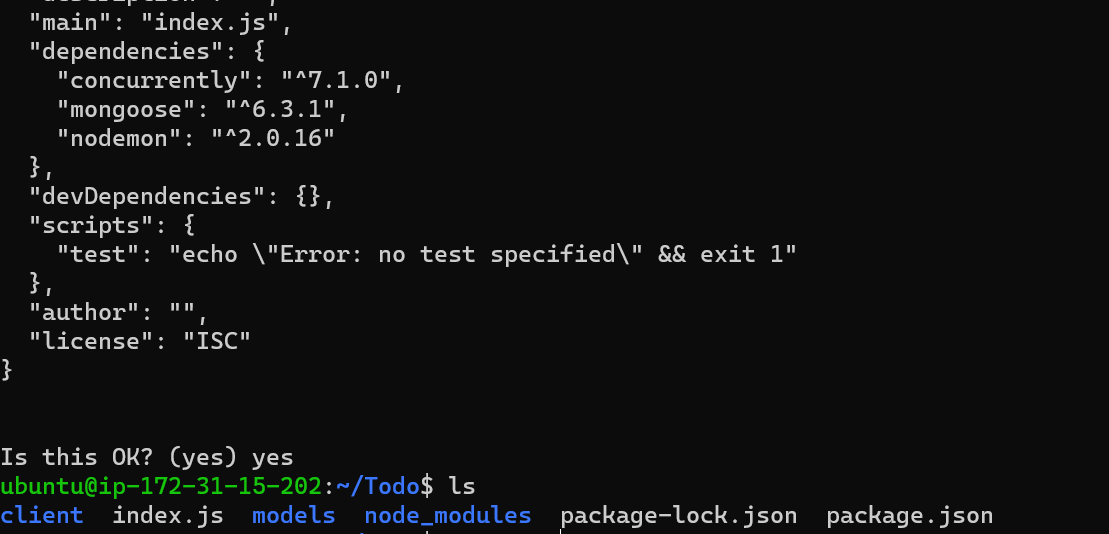 "main": "index.js",
"dependencies": {
"concurrently": "^7.1.0",
"mongoose": "^6.3.1",
"nodemon": "^2.0.16"
},
"devDependencies": {},
"scripts": {
"test": "echo \"Error: no test specified\" && exit 1"
},
"author": "",
"license": "ISC"
}
Is this OK? (yes) yes
ubuntu@ip-172-31-15-202:~/Todo$ ls
client index.js models node_modules package-lock.json package.json